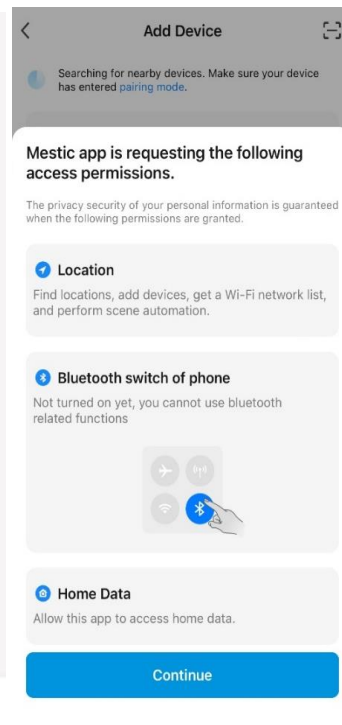 Add Device
Searching for nearby devices. Make sure your device
has entered pairing mode.
Mestic app is requesting the following
access permissions.
The privacy security of your personal information is guaranteed
when the following permissions are granted.
Location
Find locations, add devices, get a Wi-Fi network list,
and perform scene automation.
Bluetooth switch of phone
Not turned on yet, you cannot use bluetooth
related functions
Home Data
Allow this app to access home data.
Continue